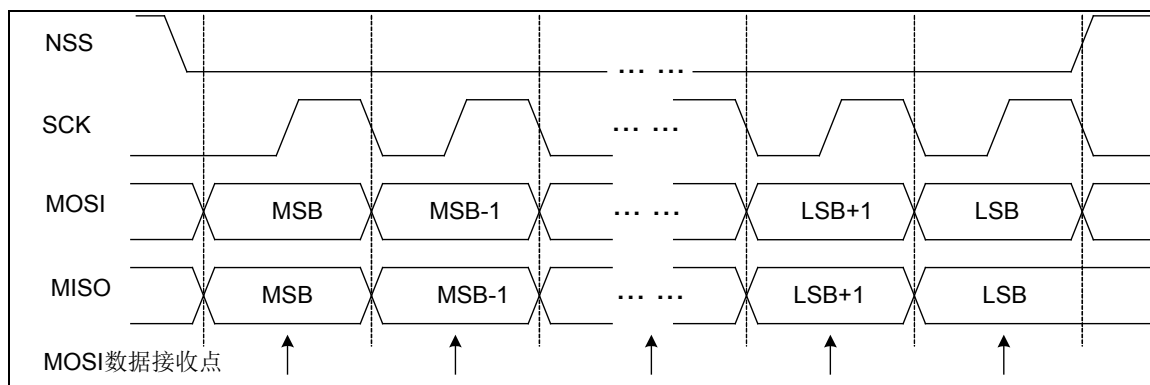 NSS
... ...
SCK
... ...
MOSI MSB MSB-1 ... ... LSB+1 LSB
MISO MSB MSB-1 ... ... LSB+1 LSB
MOSI数据接收点